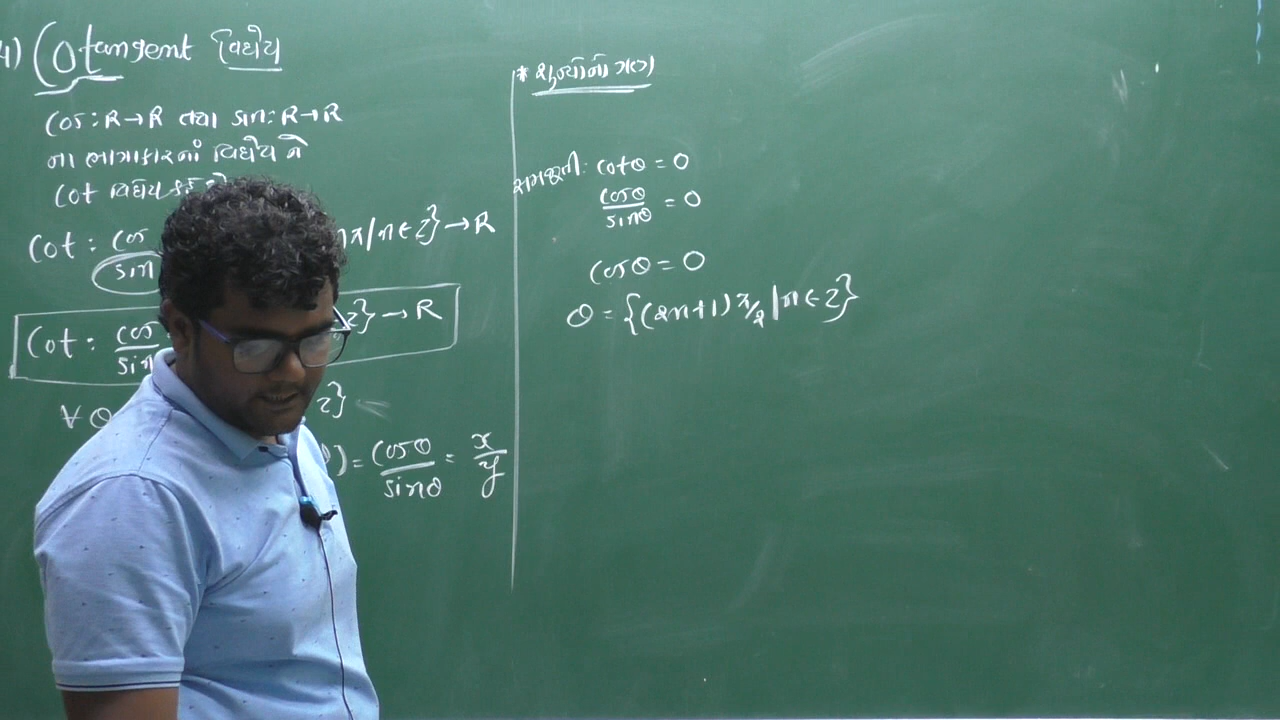 4) Cotangent વિધેય
Cos : R → R તથા sin : R → R
ના ભાગાકારનાં વિધેય ને
Cot વિધેય કહે છે
Cot : cos/sin π/n∈Z} → R
Cot : cos/sin Z} → R
∀ θ Z}
θ) = cosθ/sinθ = x/y
* શૂન્યોનો ગણ
સમજુતી: cotθ = 0
cosθ/sinθ = 0
cosθ = 0
θ = {(2n+1)π/2 | n∈Z}